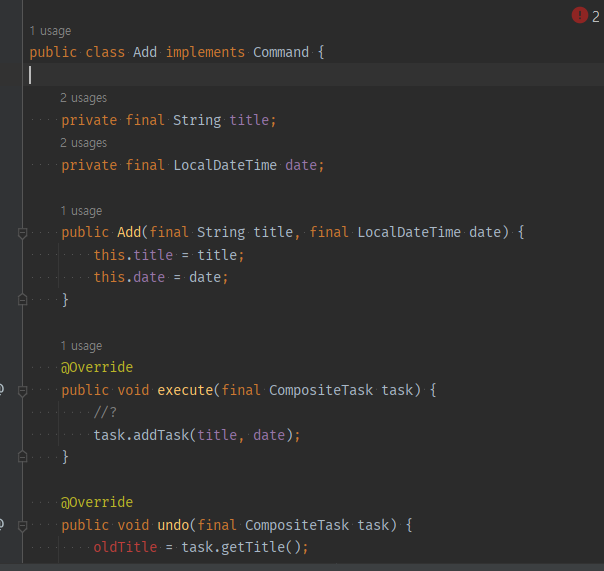 2
1 usage
public class Add implements Command {
2 usages
private final String title;
2 usages
private final LocalDateTime date;
1 usage
public Add(final String title, final LocalDateTime date) {
this.title = title;
this.date = date;
}
1 usage
@Override
public void execute(final CompositeTask task) {
//?
task.addTask(title, date);
}
@Override
public void undo(final CompositeTask task) {
oldTitle = task.getTitle();